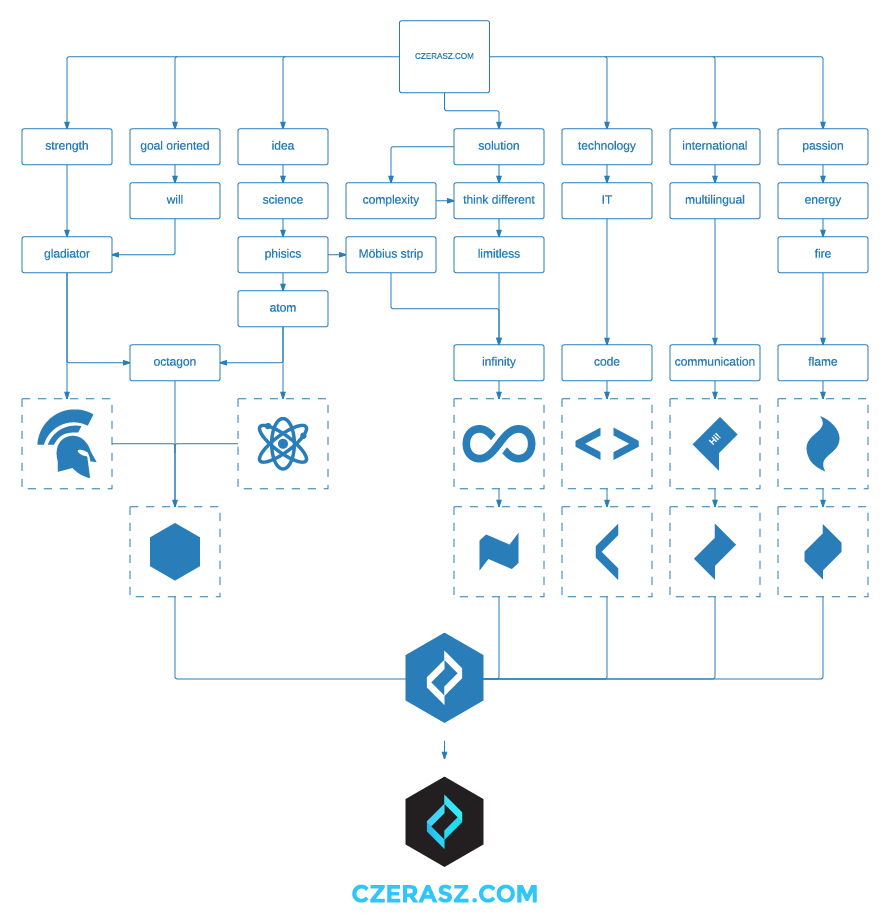 CZERASZ.COM
strength
goal oriented
idea
solution
technology
international
passion
will
science
complexity
think different
IT
multilingual
energy
gladiator
phisics
Möbius strip
limitless
fire
atom
octagon
infinity
code
communication
flame
< >
Hi!
CZERASZ.COM